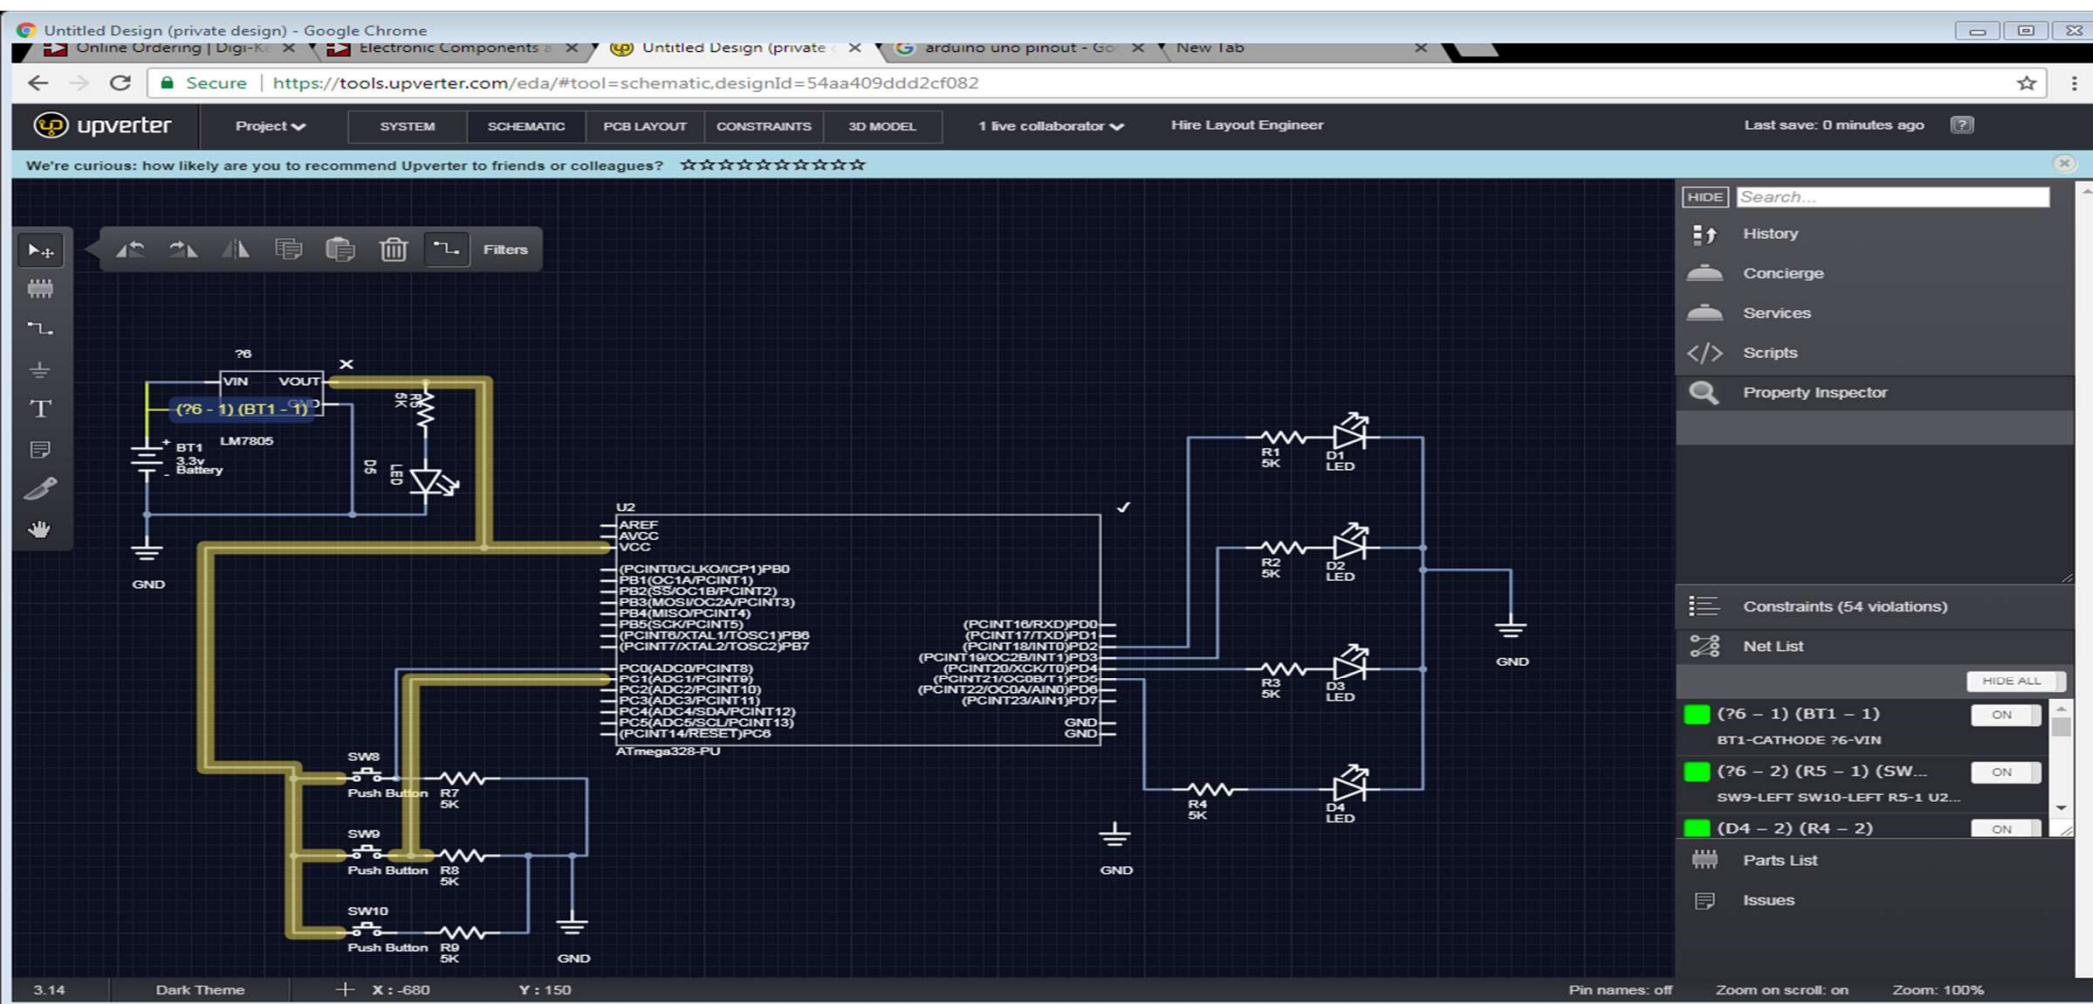 Untitled Design (private design) - Google Chrome
Online Ordering | Digi-Ke
Electronic Components a
Untitled Design (private
arduino uno pinout - Go
New Tab
Secure | https://tools.upverter.com/eda/#tool=schematic,designId=54aa409ddd2cf082
upverter
Project
SYSTEM
SCHEMATIC
PCB LAYOUT
CONSTRAINTS
3D MODEL
1 live collaborator
Hire Layout Engineer
Last save: 0 minutes ago
?
We're curious: how likely are you to recommend Upverter to friends or colleagues?
HIDE
Search...
History
Concierge
Services
Scripts
Property Inspector
Constraints (54 violations)
Net List
HIDE ALL
(?6 – 1) (BT1 – 1)
ON
BT1-CATHODE ?6-VIN
(?6 – 2) (R5 – 1) (SW...
ON
SW9-LEFT SW10-LEFT R5-1 U2...
(D4 – 2) (R4 – 2)
ON
Parts List
Issues
Filters
T
?6
VIN VOUT
GND
(?6 - 1) (BT1 - 1)
LM7805
BT1
3.3v
Battery
+
-
GND
R5
5K
D5
LED
U2
AREF
AVCC
VCC
(PCINT0/CLKO/ICP1)PB0
PB1(OC1A/PCINT1)
PB2(SS/OC1B/PCINT2)
PB3(MOSI/OC2A/PCINT3)
PB4(MISO/PCINT4)
PB5(SCK/PCINT5)
(PCINT6/XTAL1/TOSC1)PB6
(PCINT7/XTAL2/TOSC2)PB7
PC0(ADC0/PCINT8)
PC1(ADC1/PCINT9)
PC2(ADC2/PCINT10)
PC3(ADC3/PCINT11)
PC4(ADC4/SDA/PCINT12)
PC5(ADC5/SCL/PCINT13)
(PCINT14/RESET)PC6
ATmega328-PU
(PCINT16/RXD)PD0
(PCINT17/TXD)PD1
(PCINT18/INT0)PD2
(PCINT19/OC2B/INT1)PD3
(PCINT20/XCK/T0)PD4
(PCINT21/OC0B/T1)PD5
(PCINT22/OC0A/AIN0)PD6
(PCINT23/AIN1)PD7
GND
GND
R1
5K
D1
LED
R2
5K
D2
LED
R3
5K
D3
LED
R4
5K
D4
LED
GND
GND
SW8
Push Button
R7
5K
SW9
Push Button
R8
5K
SW10
Push Button
R9
5K
GND
3.14
Dark Theme
X : -680
Y : 150
Pin names: off
Zoom on scroll: on
Zoom: 100%